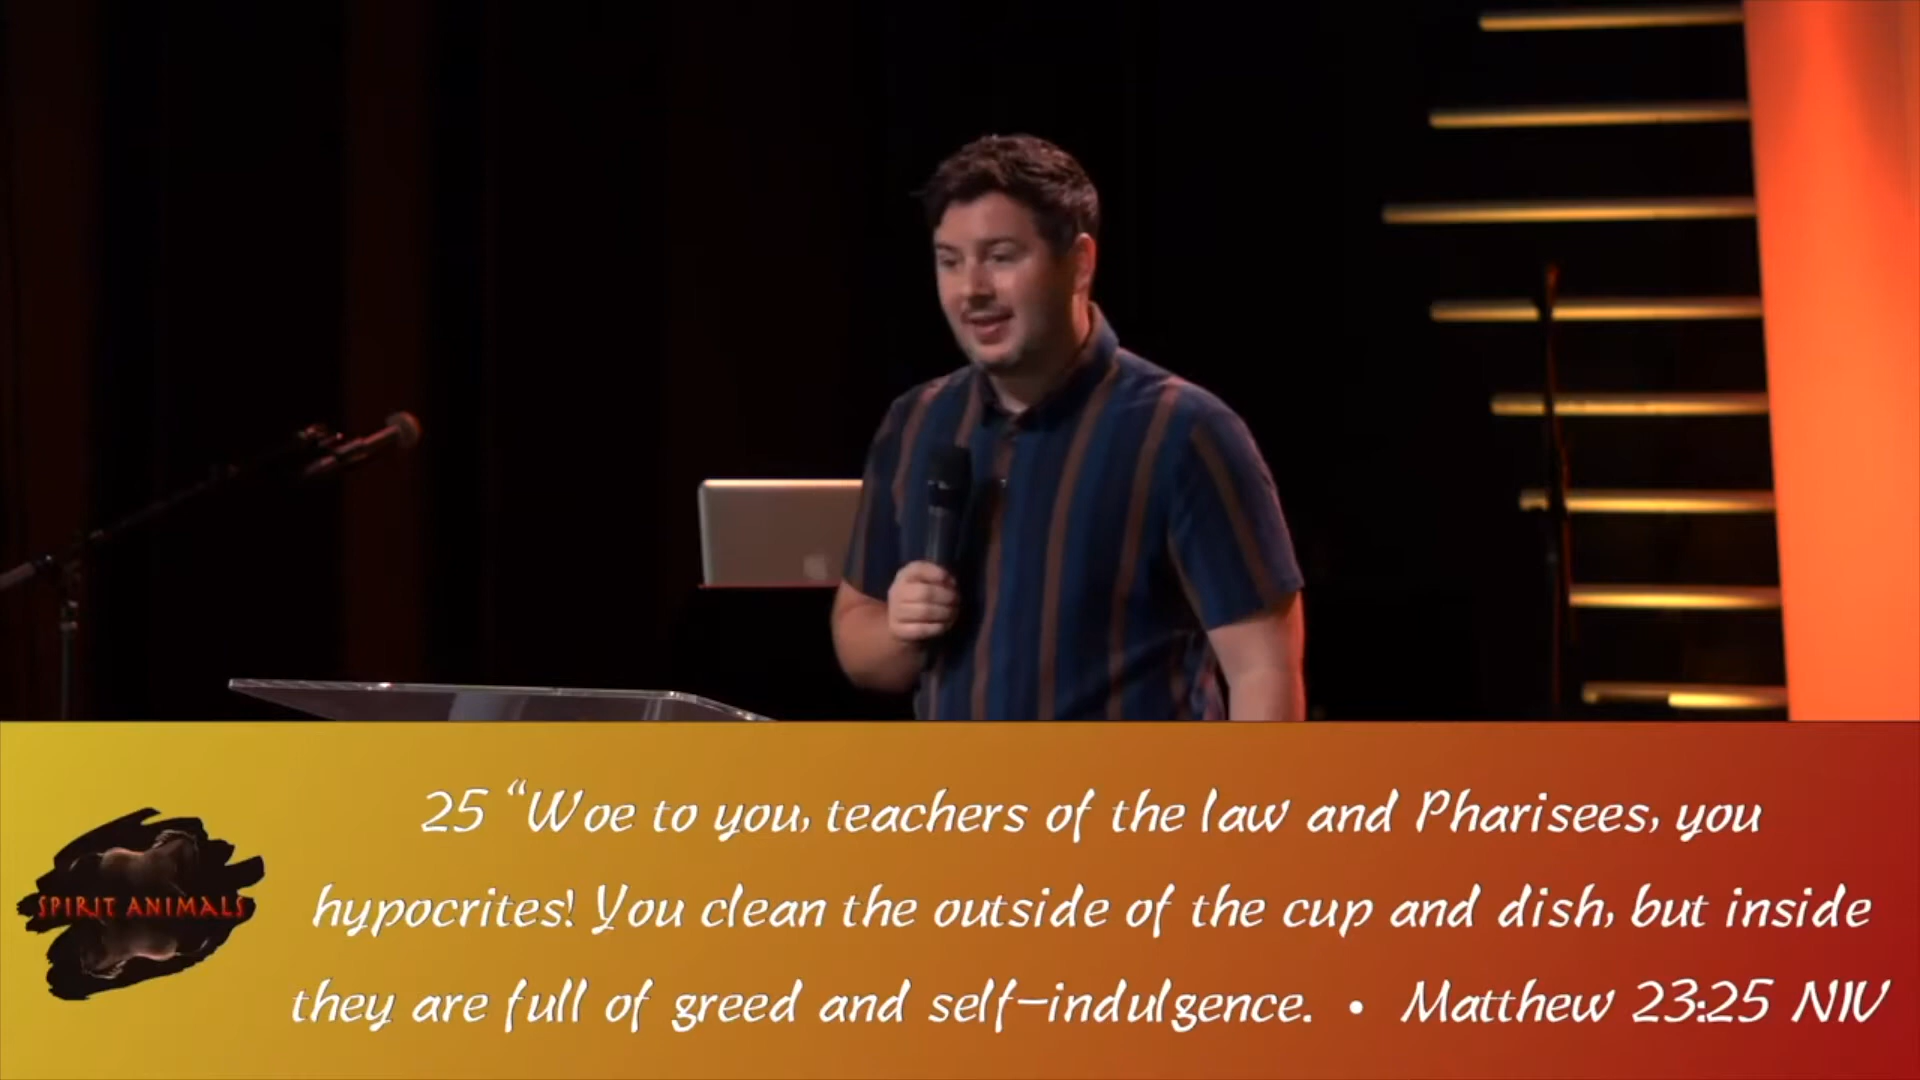 25 “Woe to you, teachers of the law and Pharisees, you
hypocrites! You clean the outside of the cup and dish, but inside
they are full of greed and self-indulgence. • Matthew 23:25 NIV
SPIRIT ANIMALS